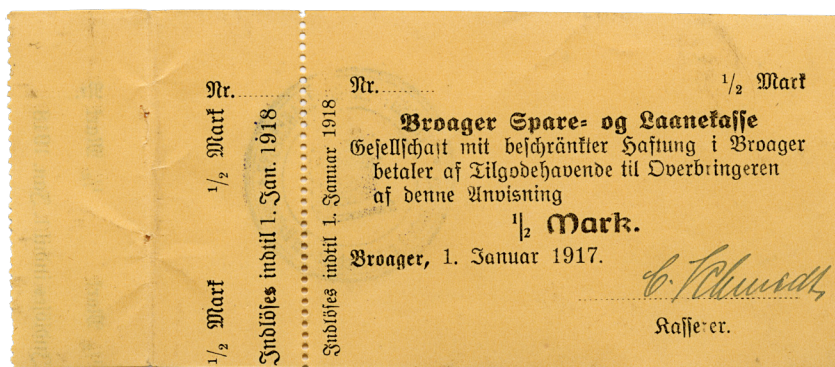 Nr.
1/2 Mark
1/2 Mark
Indlöses indtil 1. Jan. 1918
Indlöses indtil 1. Januar 1918
Nr. 1/2 Mark
Broager Spare- og Laanekasse
Gesellschaft mit beschränkter Haftung i Broager
betaler af Tilgodehavende til Overbringeren
af denne Anvisning
1/2 Mark.
Broager, 1. Januar 1917.
C. Schmidt
Kasserer.